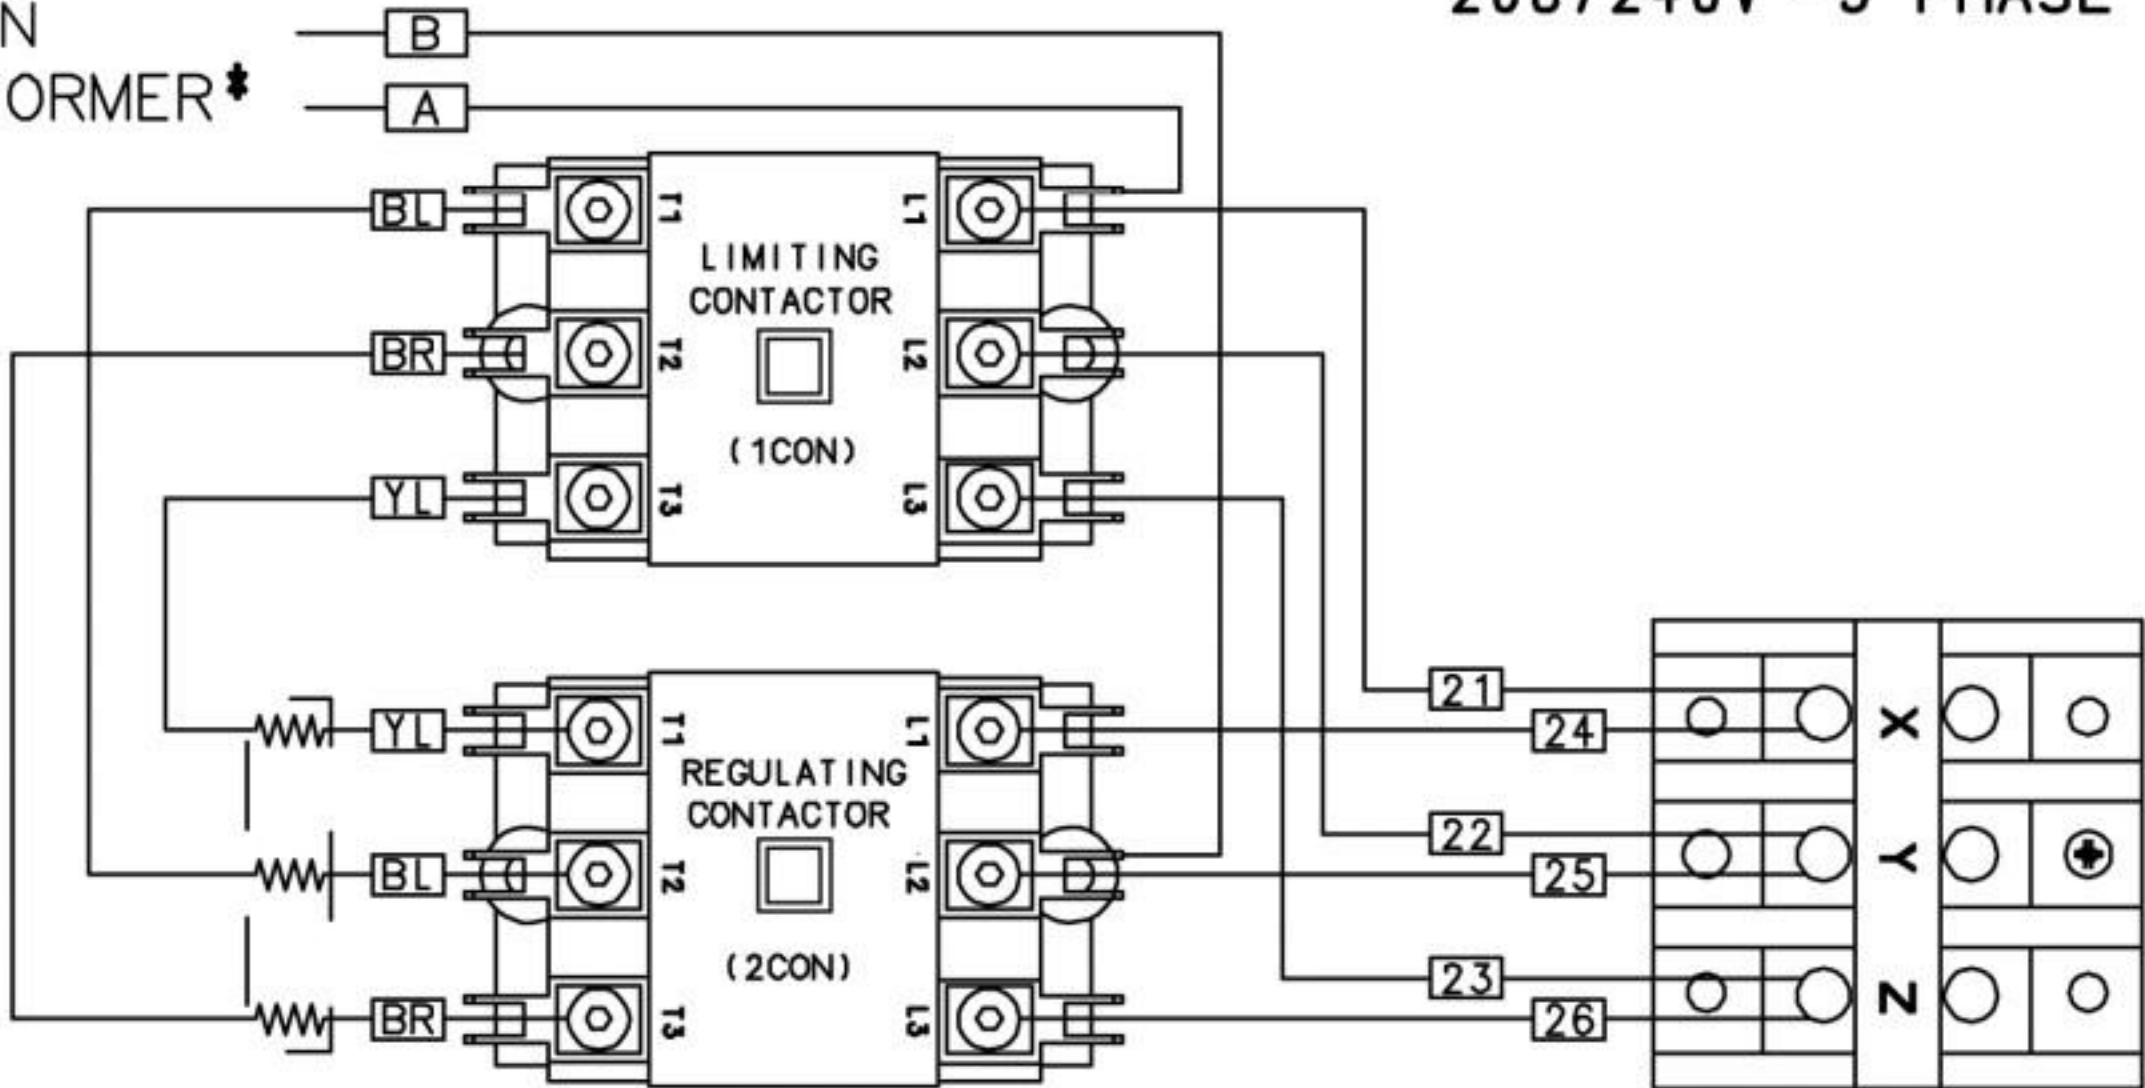 N
ORMER*
B
A
BL
T1
L1
LIMITING
CONTACTOR
BR
T2
L2
(1CON)
YL
T3
L3
21
24
X
YL
T1
L1
REGULATING
CONTACTOR
22
25
Y
BL
T2
L2
(2CON)
23
26
Z
BR
T3
L3